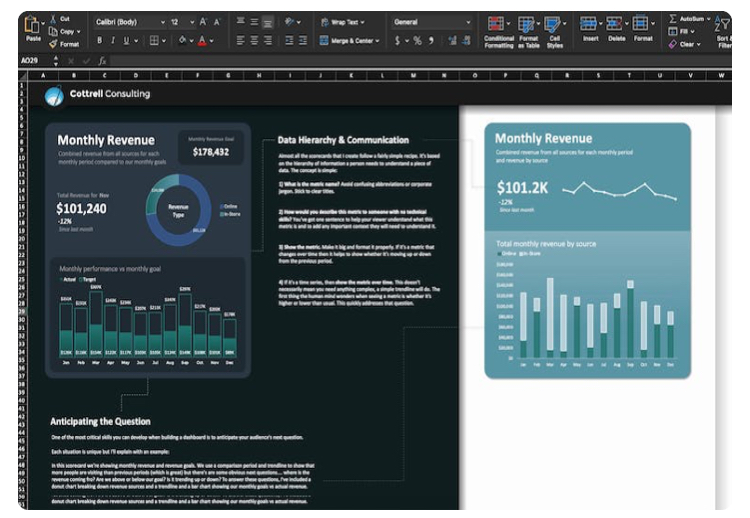 Cut
Calibri (Body)
12
Wrap Text
General
AutoSum
Copy
Fill
Paste
Format
B I U
Merge & Center
$ % 9
Conditional Formatting
Format as Table
Cell Styles
Insert
Delete
Format
Clear
Sort & Filter
AO29
fx
A B C D E F G H I J K L M N O P Q R S T U V W
Cottrell Consulting
Monthly Revenue
Combined revenue from all sources for each
monthly period compared to our monthly goals
Monthly Revenue Goal
$178,432
Total Revenue for Nov
$101,240
-12%
Since last month
Revenue
Type
Online
In-Store
Monthly performance vs monthly goal
Actual Target
Jan Feb Mar Apr May Jun Jul Aug Sep Oct Nov Dec
Data Hierarchy & Communication
Almost all the scorecards that I create follow a fairly simple recipe. It's based
on the hierarchy of information a person needs to understand a piece of
data. The concept is simple:
1) What is the metric name? Avoid confusing abbreviations or corporate
jargon. Stick to clear titles.
2) How would you describe this metric to someone with no technical
skills? You've got one sentence to help your viewer understand what this
metric is and to add any important context they will need to understand it.
3) Show the metric. Make it big and format it properly. If it's a metric that
changes over time then it helps to show whether it's moving up or down
from the previous period.
4) If it's a time series, then show the metric over time. This doesn't
necessarily mean you need anything complex, a simple trendline will do. The
first thing the human mind wonders when seeing a metric is whether it's
higher or lower than usual. This quickly addresses that question.
Monthly Revenue
Combined revenue from all sources for each monthly period
and revenue by source
$101.2K
-12%
Since last month
Total monthly revenue by source
Online In-Store
Jan Feb Mar Apr May Jun Jul Aug Sep Oct Nov Dec
Anticipating the Question
One of the most critical skills you can develop when building a dashboard is to anticipate your audience's next question.
Each situation is unique but I'll explain with an example:
In this scorecard we're showing monthly revenue and revenue goals. We use a comparison period and trendline to show that
more people are visiting than previous periods (which is great) but there's are some obvious next questions... where is the
revenue coming fro? Are we above or below our goal? Is it trending up or down? To answer these questions, I've included a
donut chart breaking down revenue sources and a trendline and a bar chart showing our monthly goals vs actual revenue.
donut chart breaking down revenue sources and a trendline and a bar chart showing our monthly goals vs actual revenue.